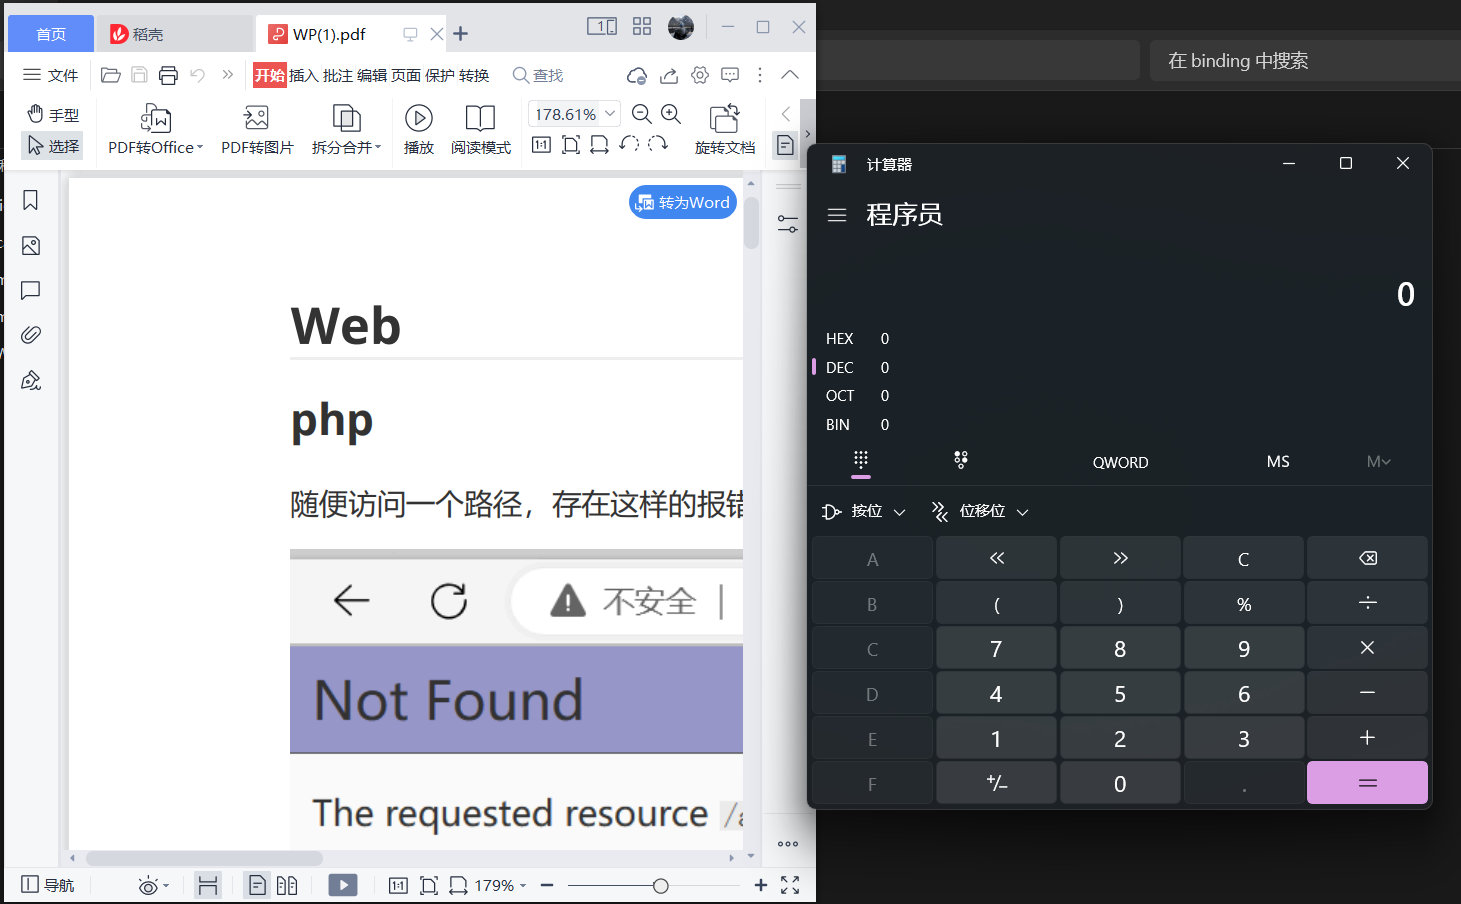 首页
稻壳
WP(1).pdf
1
文件
开始 插入 批注 编辑 页面 保护 转换
查找
手型
选择
PDF转Office
PDF转图片
拆分合并
播放
阅读模式
178.61%
1:1
旋转文档
转为Word
Web
php
随便访问一个路径，存在这样的报错
不安全
Not Found
The requested resource /a
导航
1:1
179%
在 binding 中搜索
计算器
程序员
0
HEX 0
DEC 0
OCT 0
BIN 0
QWORD
MS
M
按位
位移位
A « » C
B ( ) % ÷
C 7 8 9 ×
D 4 5 6 −
E 1 2 3 +
F +/− 0 . =